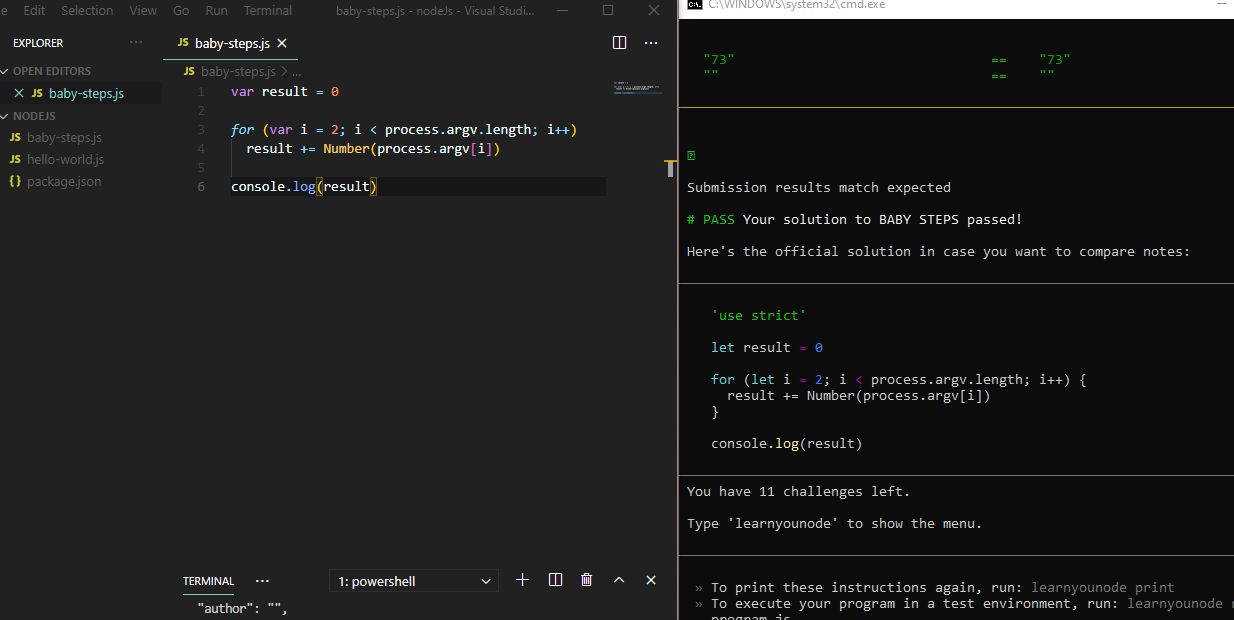 e Edit Selection View Go Run Terminal baby-steps.js - nodeJs - Visual Studi...
EXPLORER ...
OPEN EDITORS
JS baby-steps.js
NODEJS
JS baby-steps.js
JS hello-world.js
{} package.json
JS baby-steps.js
JS baby-steps.js > ...
1 var result = 0
2
3 for (var i = 2; i < process.argv.length; i++)
4 result += Number(process.argv[i])
5
6 console.log(result)
TERMINAL ... 1: powershell
"author": "",
C:\WINDOWS\system32\cmd.exe
"73" == "73"
"" == ""
Submission results match expected
# PASS Your solution to BABY STEPS passed!
Here's the official solution in case you want to compare notes:
'use strict'
let result = 0
for (let i = 2; i < process.argv.length; i++) {
result += Number(process.argv[i])
}
console.log(result)
You have 11 challenges left.
Type 'learnyounode' to show the menu.
» To print these instructions again, run: learnyounode print
» To execute your program in a test environment, run: learnyounode
program.js